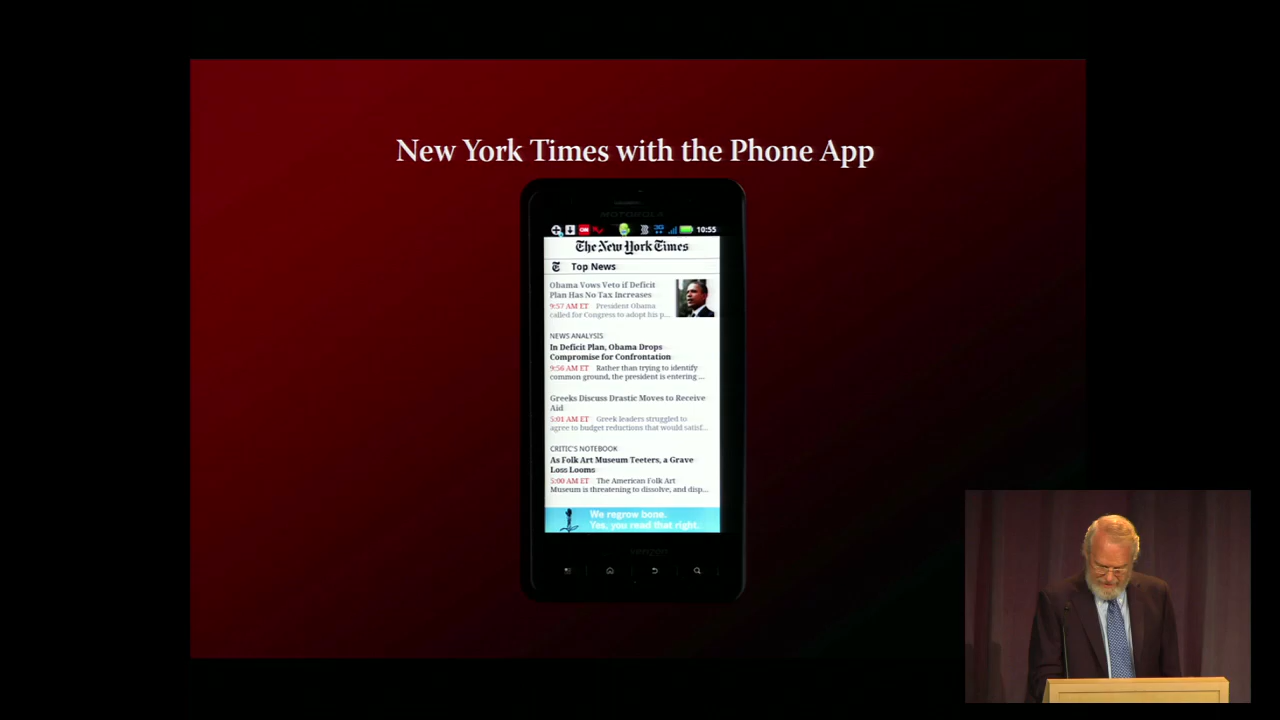 New York Times with the Phone App
MOTOROLA
10:55
The New York Times
Top News
Obama Vows Veto if Deficit
Plan Has No Tax Increases
9:57 AM ET President Obama
called for Congress to adopt his p...
NEWS ANALYSIS
In Deficit Plan, Obama Drops
Compromise for Confrontation
9:56 AM ET Rather than trying to identify
common ground, the president is entering ...
Greeks Discuss Drastic Moves to Receive
Aid
5:01 AM ET Greek leaders struggled to
agree to budget reductions that would satisf...
CRITIC'S NOTEBOOK
As Folk Art Museum Teeters, a Grave
Loss Looms
5:00 AM ET The American Folk Art
Museum is threatening to dissolve, and disp...
We regrow bone.
Yes, you read that right.
verizon